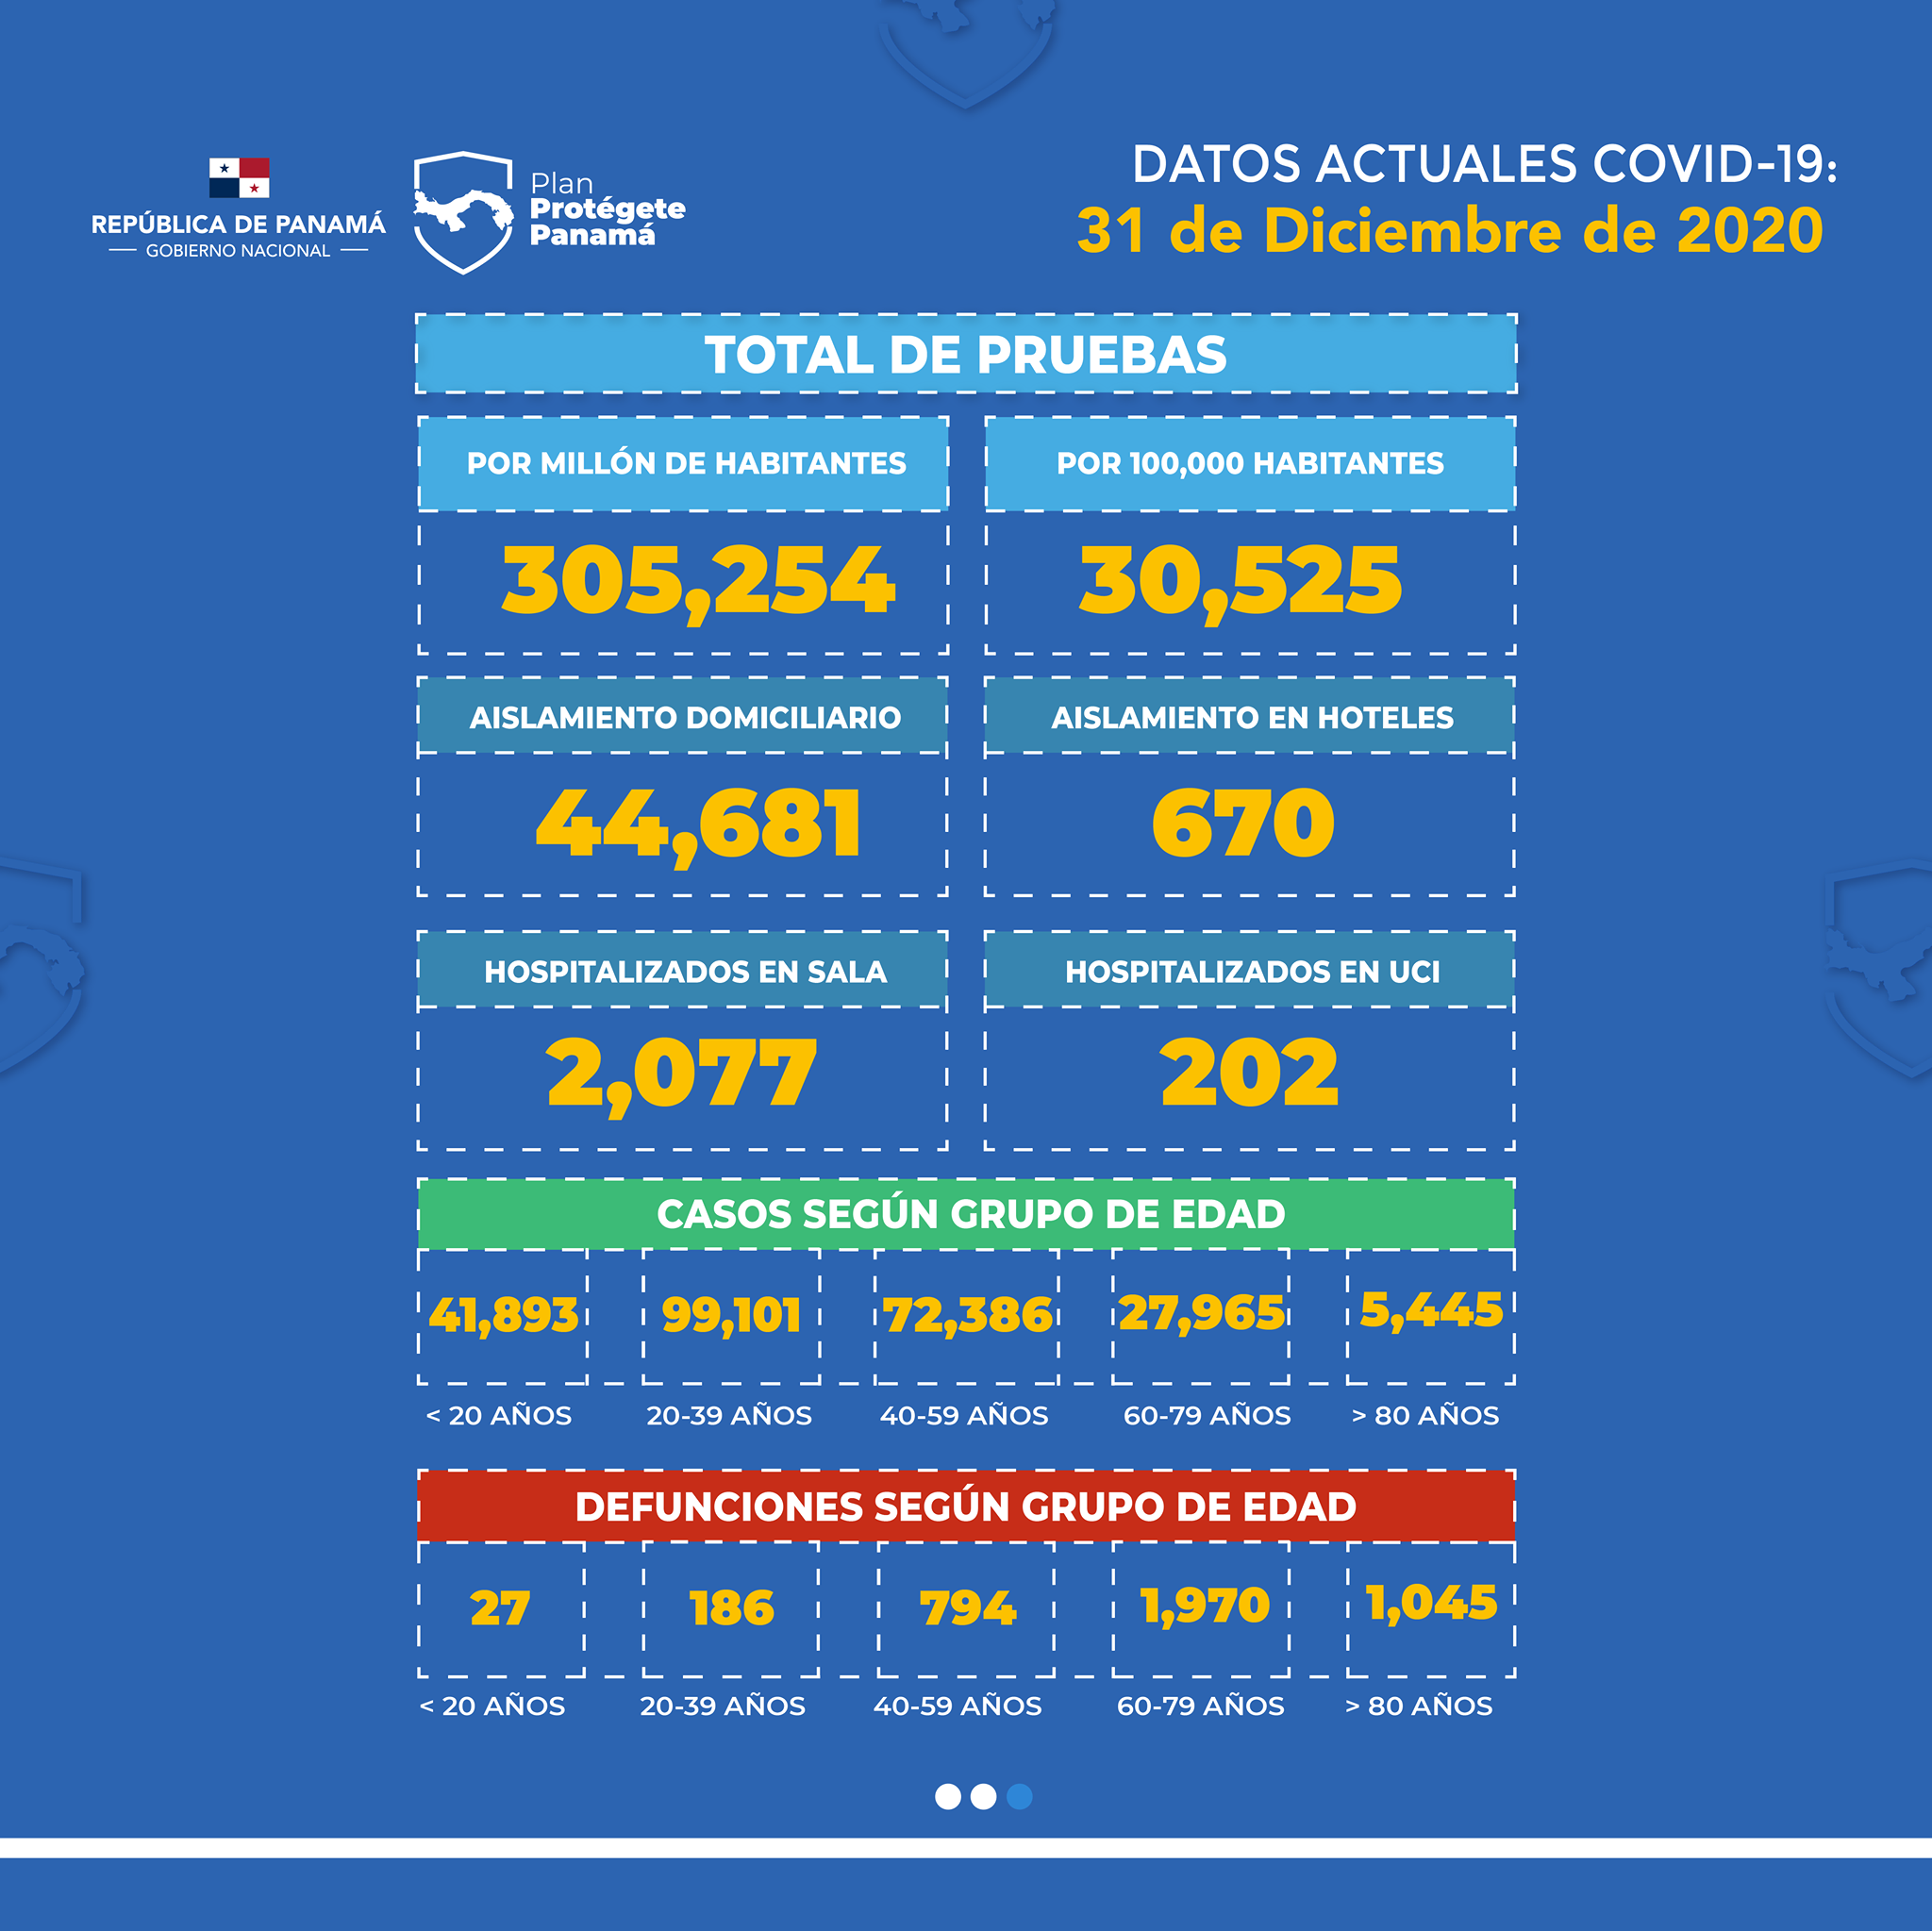 REPÚBLICA DE PANAMÁ
GOBIERNO NACIONAL
Plan
Protégete
Panamá
DATOS ACTUALES COVID-19:
31 de Diciembre de 2020
TOTAL DE PRUEBAS
POR MILLÓN DE HABITANTES
POR 100,000 HABITANTES
305,254
30,525
AISLAMIENTO DOMICILIARIO
AISLAMIENTO EN HOTELES
44,681
670
HOSPITALIZADOS EN SALA
HOSPITALIZADOS EN UCI
2,077
202
CASOS SEGÚN GRUPO DE EDAD
41,893
99,101
72,386
27,965
5,445
< 20 AÑOS
20-39 AÑOS
40-59 AÑOS
60-79 AÑOS
> 80 AÑOS
DEFUNCIONES SEGÚN GRUPO DE EDAD
27
186
794
1,970
1,045
< 20 AÑOS
20-39 AÑOS
40-59 AÑOS
60-79 AÑOS
> 80 AÑOS